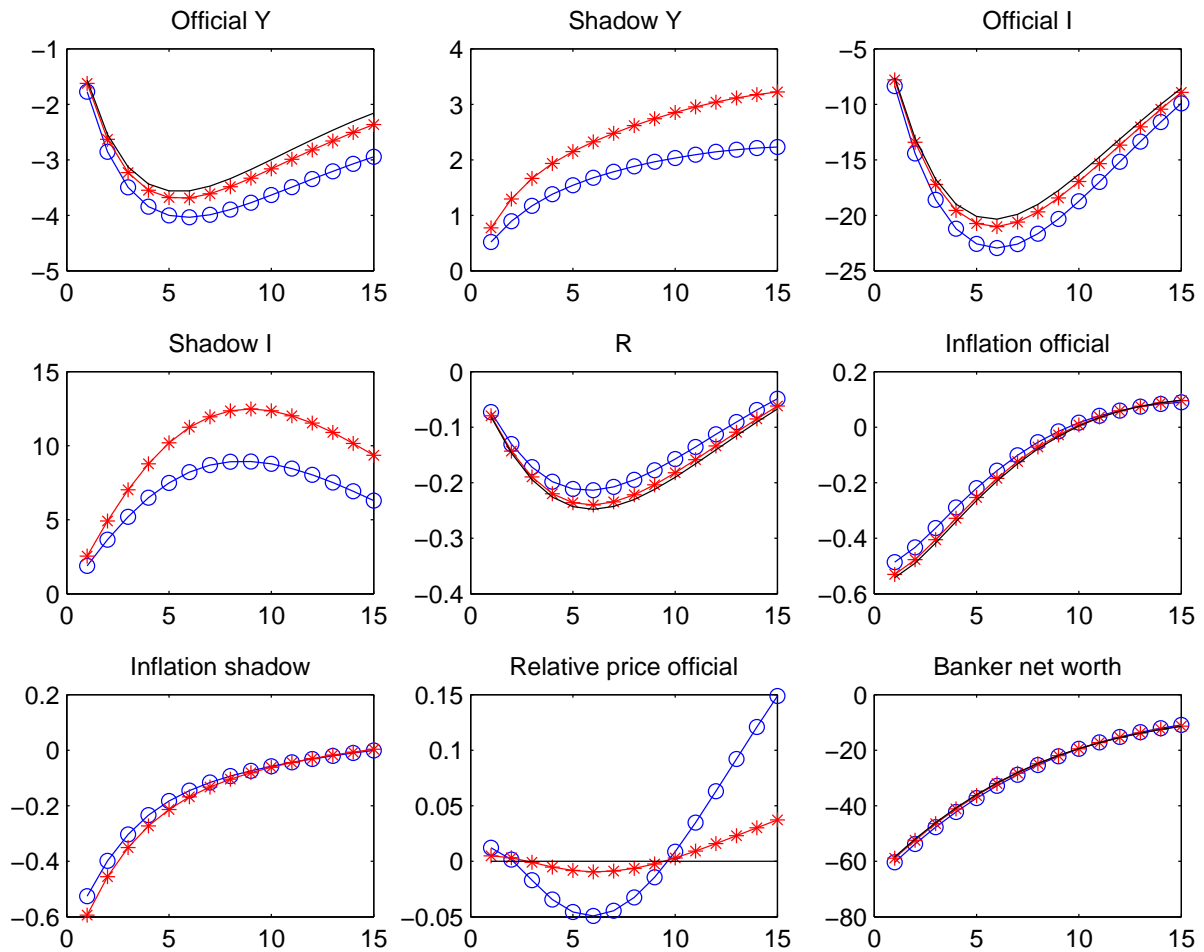 Official Y
Shadow Y
Official I
−1
−2
−3
−4
−5
0 5 10 15
4
3
2
1
0
0 5 10 15
−5
−10
−15
−20
−25
0 5 10 15
Shadow I
R
Inflation official
15
10
5
0
0 5 10 15
0
−0.1
−0.2
−0.3
−0.4
0 5 10 15
0.2
0
−0.2
−0.4
−0.6
0 5 10 15
Inflation shadow
Relative price official
Banker net worth
0.2
0
−0.2
−0.4
−0.6
0 5 10 15
0.15
0.1
0.05
0
−0.05
0 5 10 15
0
−20
−40
−60
−80
0 5 10 15